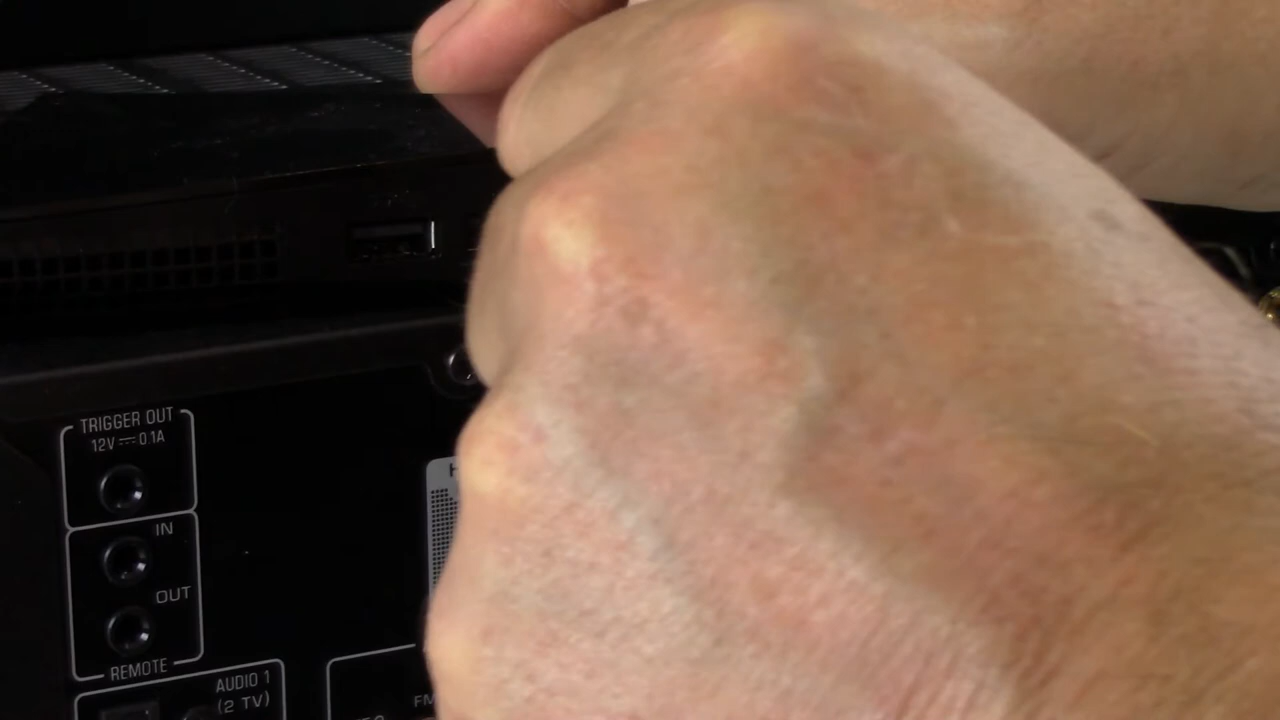 TRIGGER OUT
12V 0.1A
IN
OUT
REMOTE
AUDIO 1
(2 TV)
FM